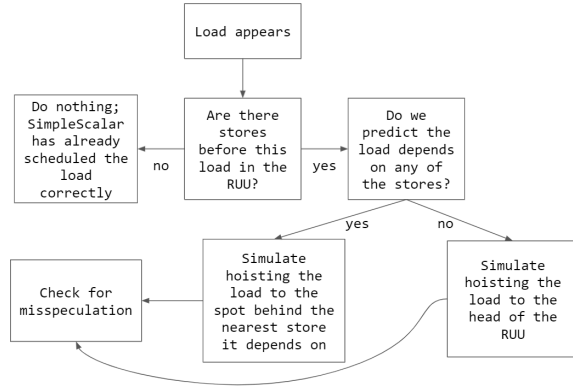 Load appears
Do nothing;
SimpleScalar
has already
scheduled the
load
correctly
no
Are there
stores
before this
load in the
RUU?
yes
Do we
predict the
load depends
on any of
the stores?
yes
no
Check for
misspeculation
Simulate
hoisting the
load to the
spot behind the
nearest store
it depends on
Simulate
hoisting the
load to the
head of the
RUU